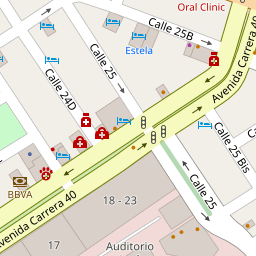 Oral Clinic
Calle 25B
Avenida Carrera 40
Estela
Calle 25
Calle 24D
Calle 25 Bis
BBVA
Calle 25
18 - 23
Avenida Carrera 40
17
Auditorio